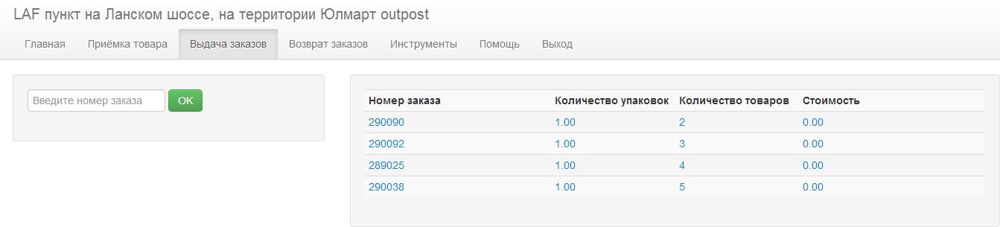 LAF пункт на Ланском шоссе, на территории Юлмарт outpost
Главная Приёмка товара Выдача заказов Возврат заказов Инструменты Помощь Выход
Введите номер заказа OK
Номер заказа Количество упаковок Количество товаров Стоимость
290090 1.00 2 0.00
290092 1.00 3 0.00
289025 1.00 4 0.00
290038 1.00 5 0.00